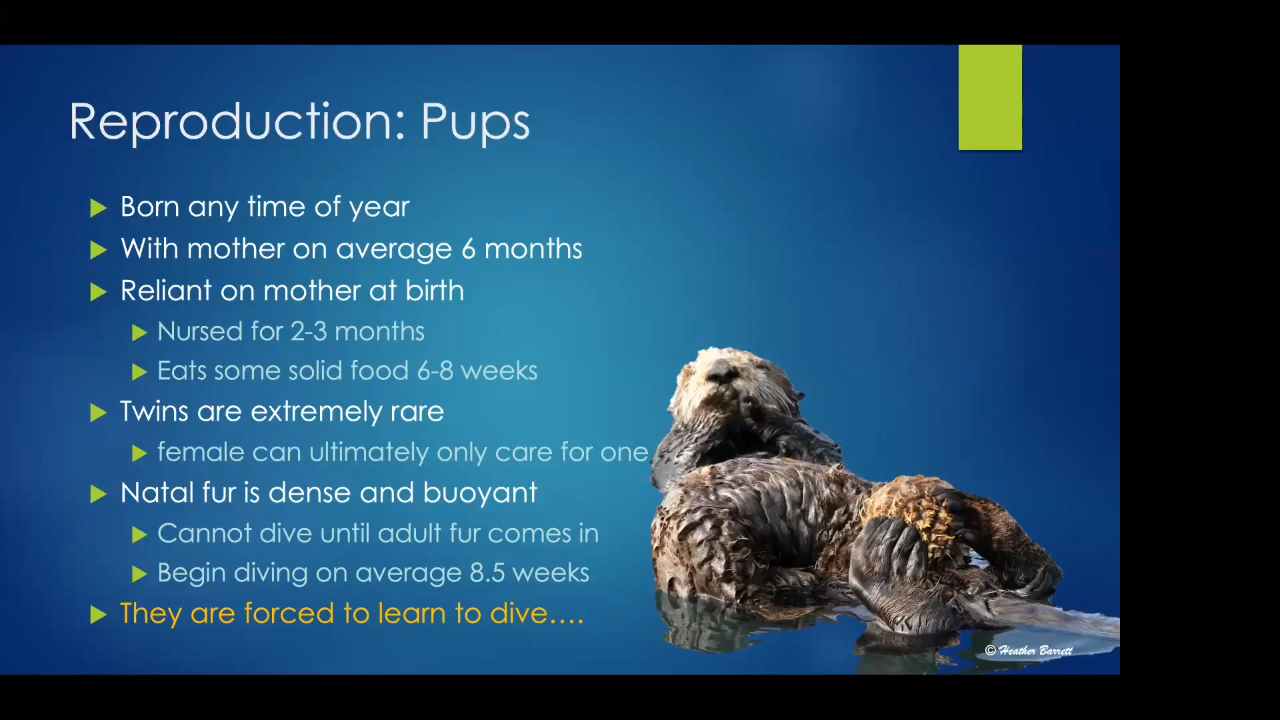 Reproduction: Pups
Born any time of year
With mother on average 6 months
Reliant on mother at birth
Nursed for 2-3 months
Eats some solid food 6-8 weeks
Twins are extremely rare
female can ultimately only care for one
Natal fur is dense and buoyant
Cannot dive until adult fur comes in
Begin diving on average 8.5 weeks
They are forced to learn to dive....
© Heather Barrett